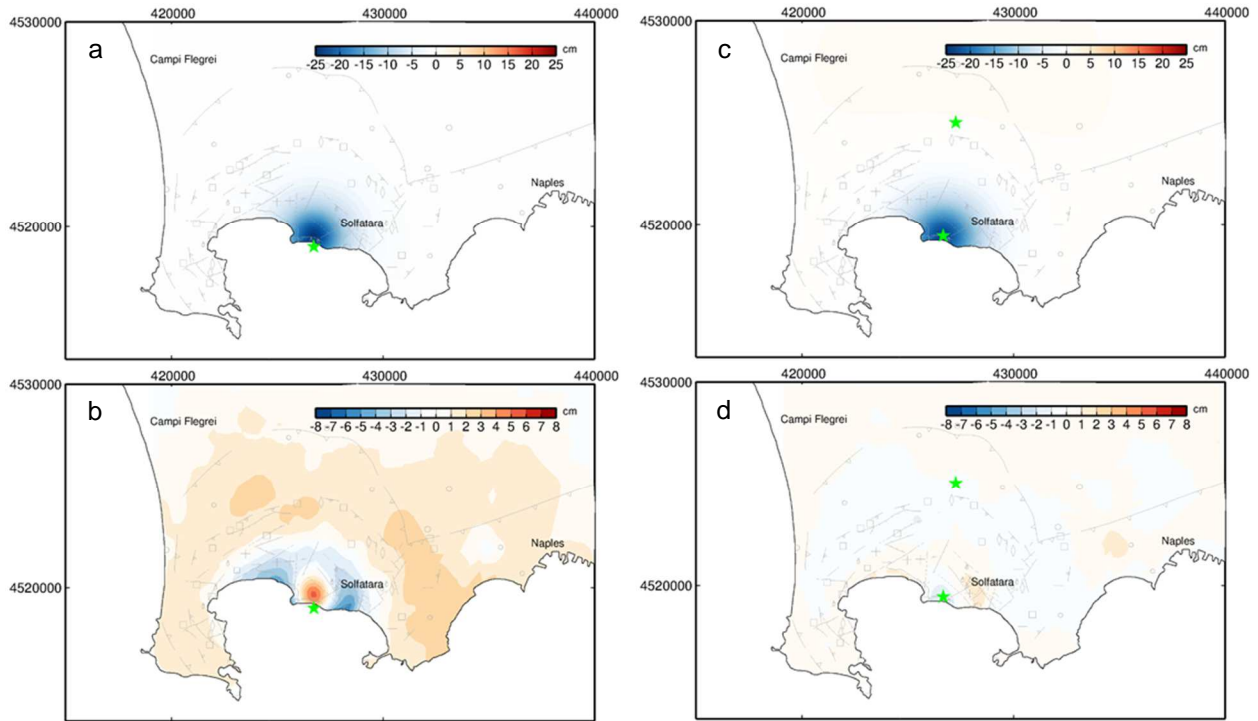 420000 430000 440000
4530000
a
Campi Flegrei
cm
-25 -20 -15 -10 -5 0 5 10 15 20 25
Naples
Solfatara
4520000
420000 430000 440000
4530000
c
Campi Flegrei
cm
-25 -20 -15 -10 -5 0 5 10 15 20 25
Naples
Solfatara
4520000
420000 430000 440000
4530000
b
Campi Flegrei
cm
-8 -7 -6 -5 -4 -3 -2 -1 0 1 2 3 4 5 6 7 8
Naples
Solfatara
4520000
420000 430000 440000
4530000
d
Campi Flegrei
cm
-8 -7 -6 -5 -4 -3 -2 -1 0 1 2 3 4 5 6 7 8
Naples
Solfatara
4520000